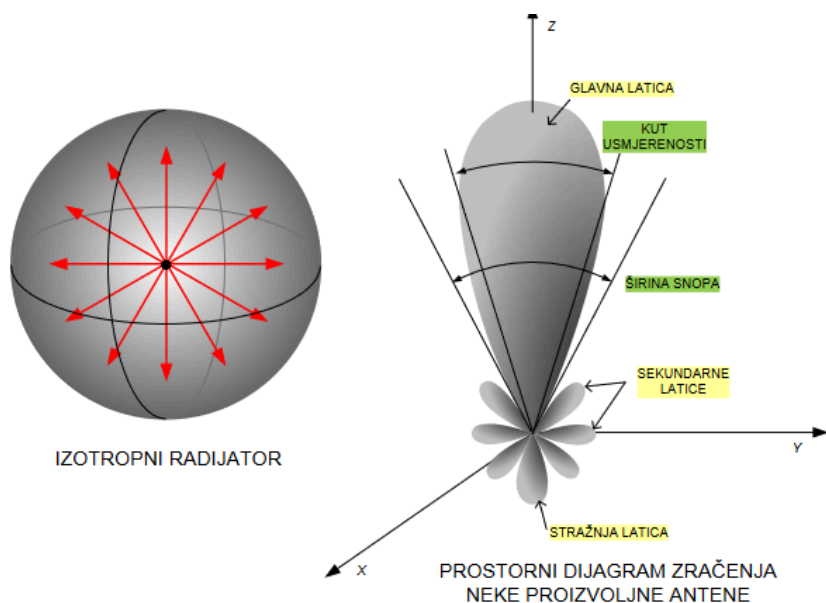 IZOTROPNI RADIJATOR
Z
GLAVNA LATICA
KUT
USMJERENOSTI
ŠIRINA SNOPA
SEKUNDARNE
LATICE
Y
STRAŽNJA LATICA
X
PROSTORNI DIJAGRAM ZRAČENJA
NEKE PROIZVOLJNE ANTENE